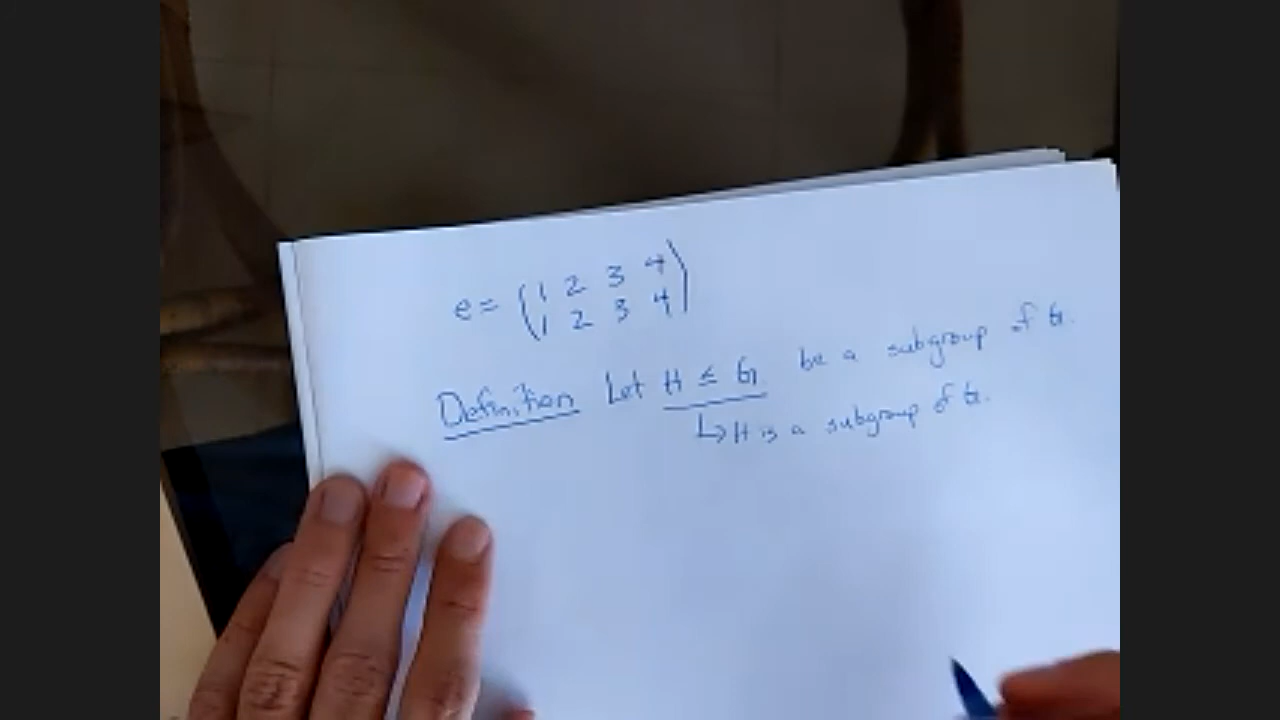 e = ( 1 2 3 4
1 2 3 4 )
Definition Let H ≤ G be a subgroup of G.
↳ H is a subgroup of G.